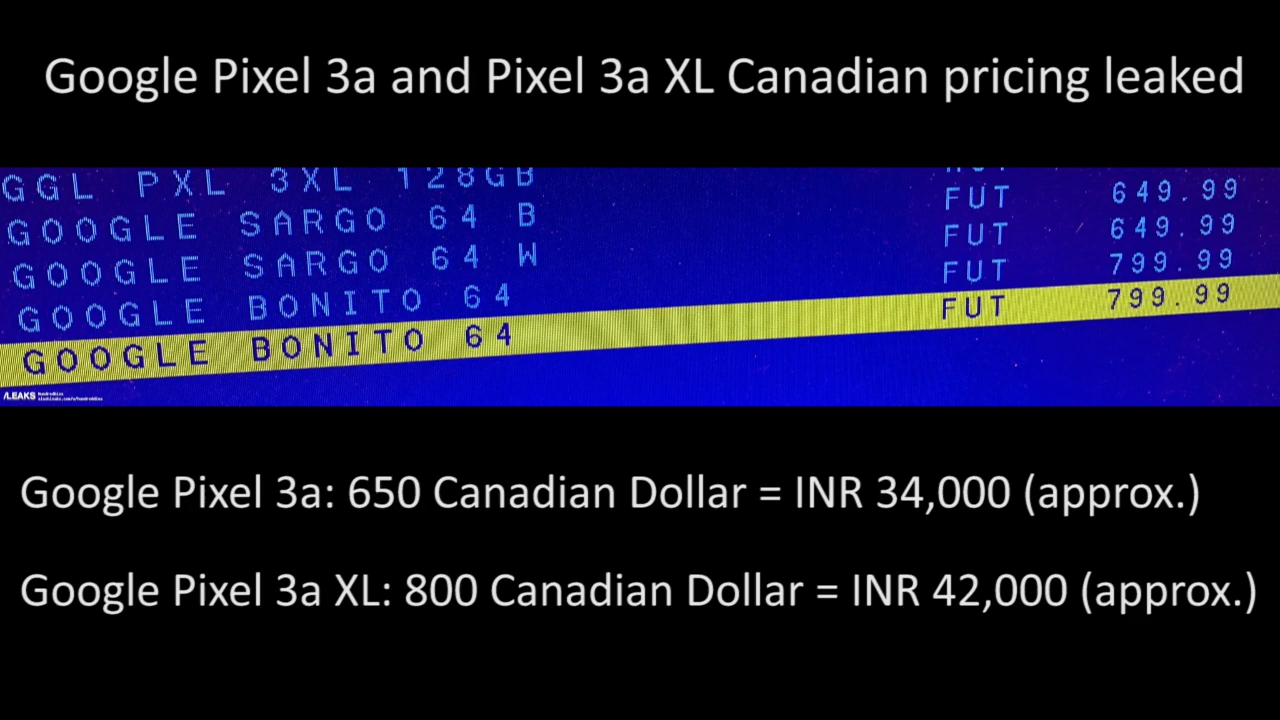 Google Pixel 3a and Pixel 3a XL Canadian pricing leaked
GGL PXL 3XL 128GB
GOOGLE SARGO 64 B FUT 649.99
GOOGLE SARGO 64 W FUT 649.99
GOOGLE BONITO 64 FUT 799.99
GOOGLE BONITO 64 FUT 799.99
/LEAKS
Google Pixel 3a: 650 Canadian Dollar = INR 34,000 (approx.)
Google Pixel 3a XL: 800 Canadian Dollar = INR 42,000 (approx.)